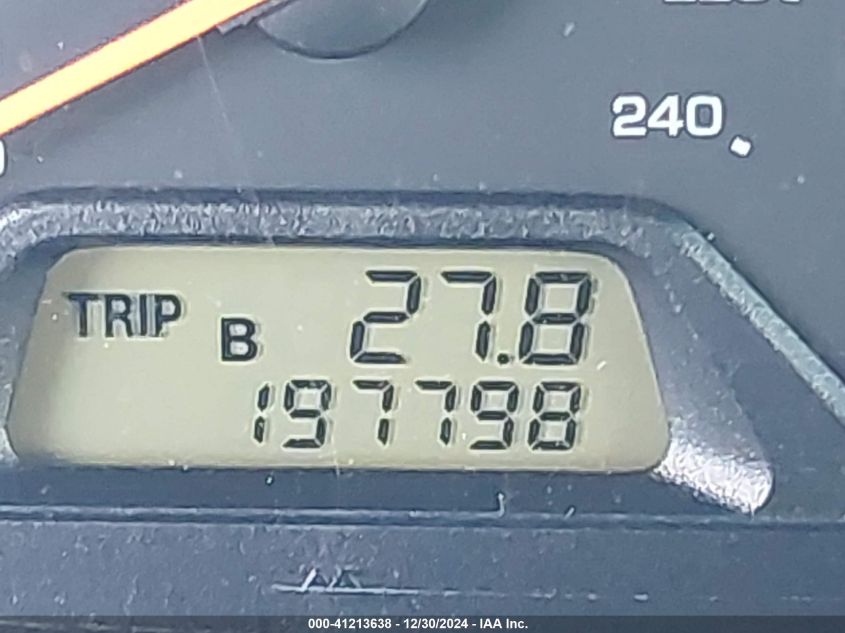 240
TRIP B 27.8
197798
000-41213638 - 12/30/2024 - IAA Inc.